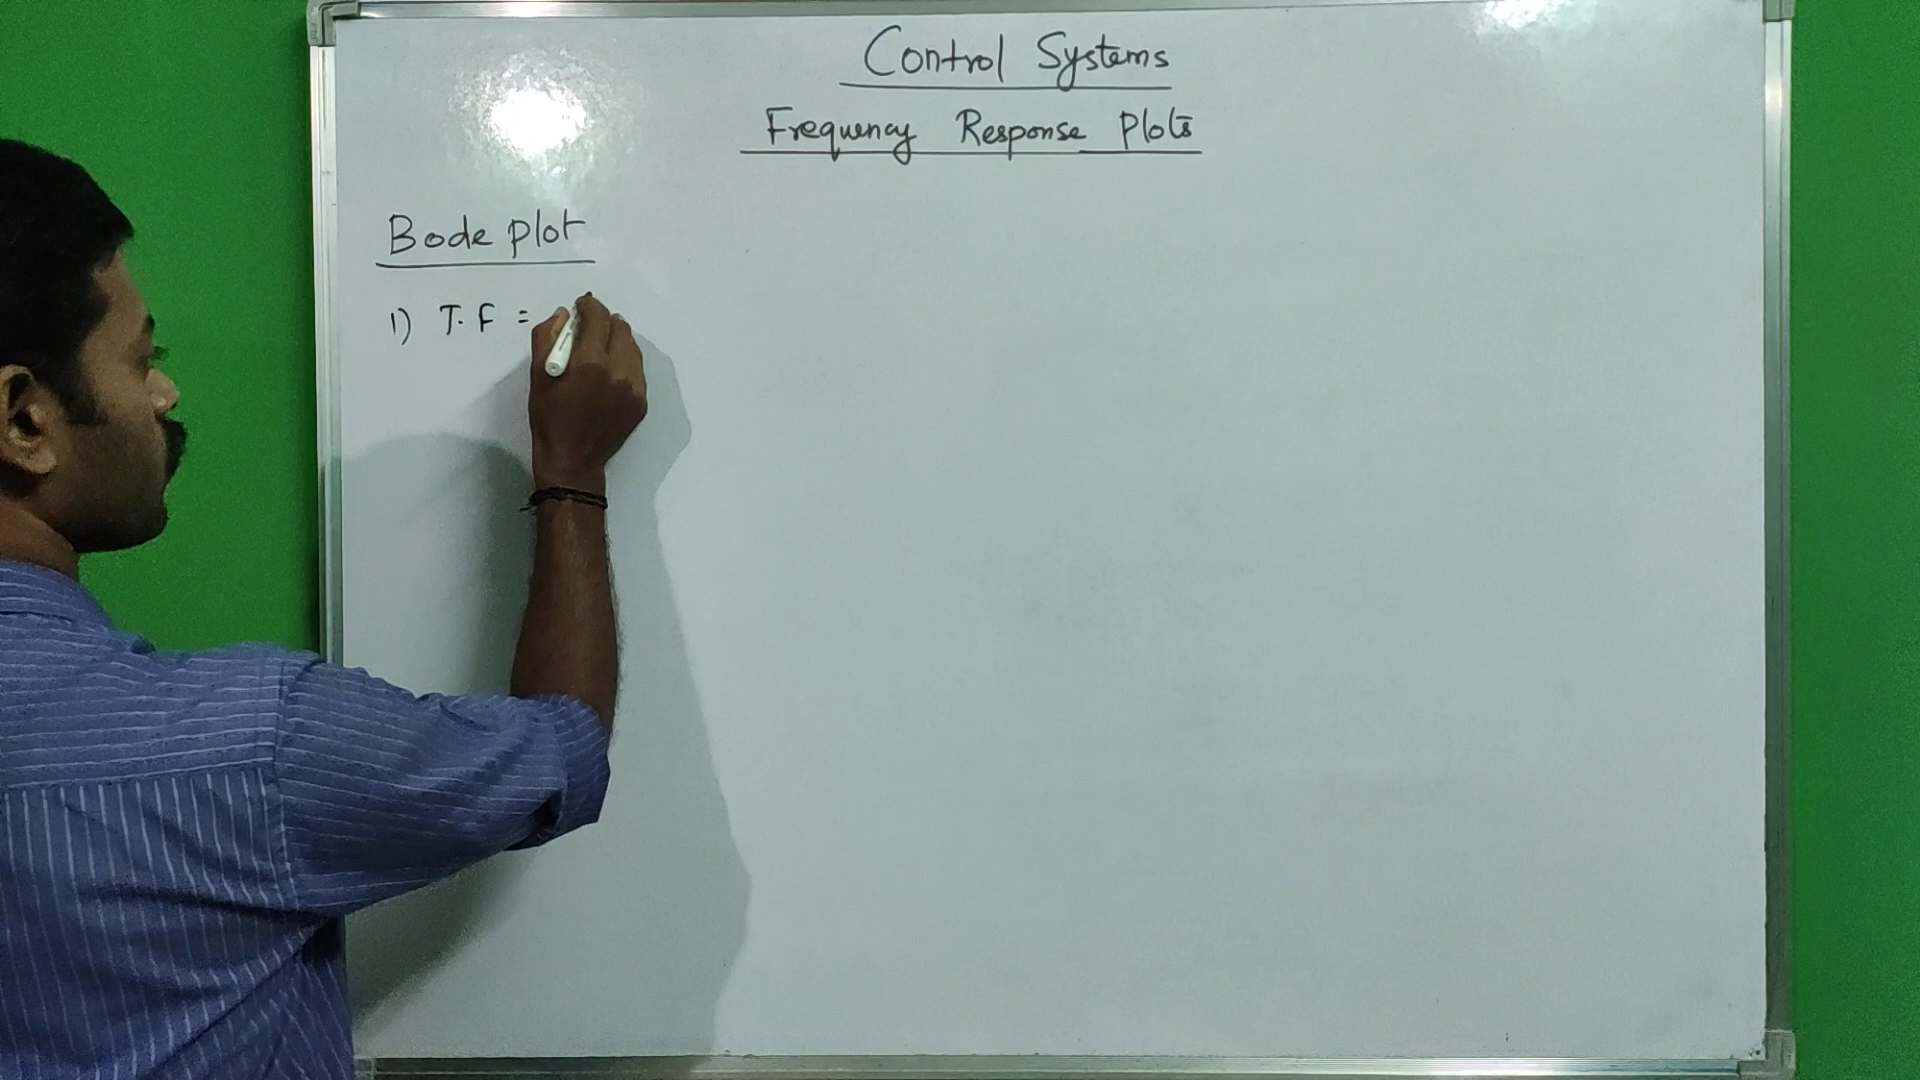 Control Systems
Frequency Response Plots
Bode plot
1) T.F =